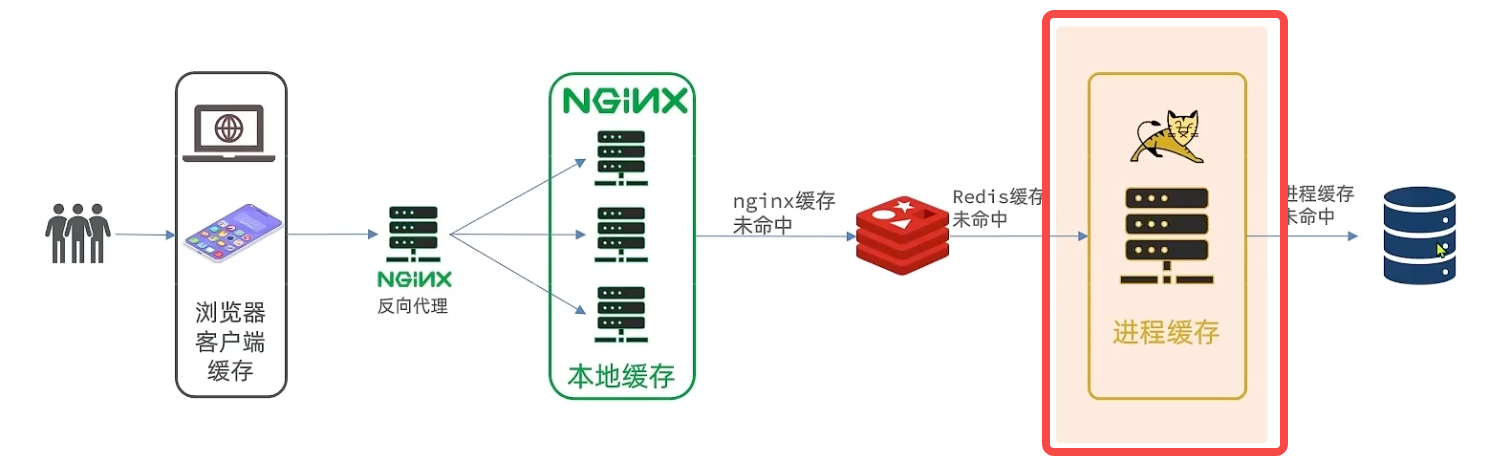 浏览器
客户端
缓存
NGINX
反向代理
NGINX
本地缓存
nginx缓存
未命中
Redis缓存
未命中
进程缓存
进程缓存
未命中